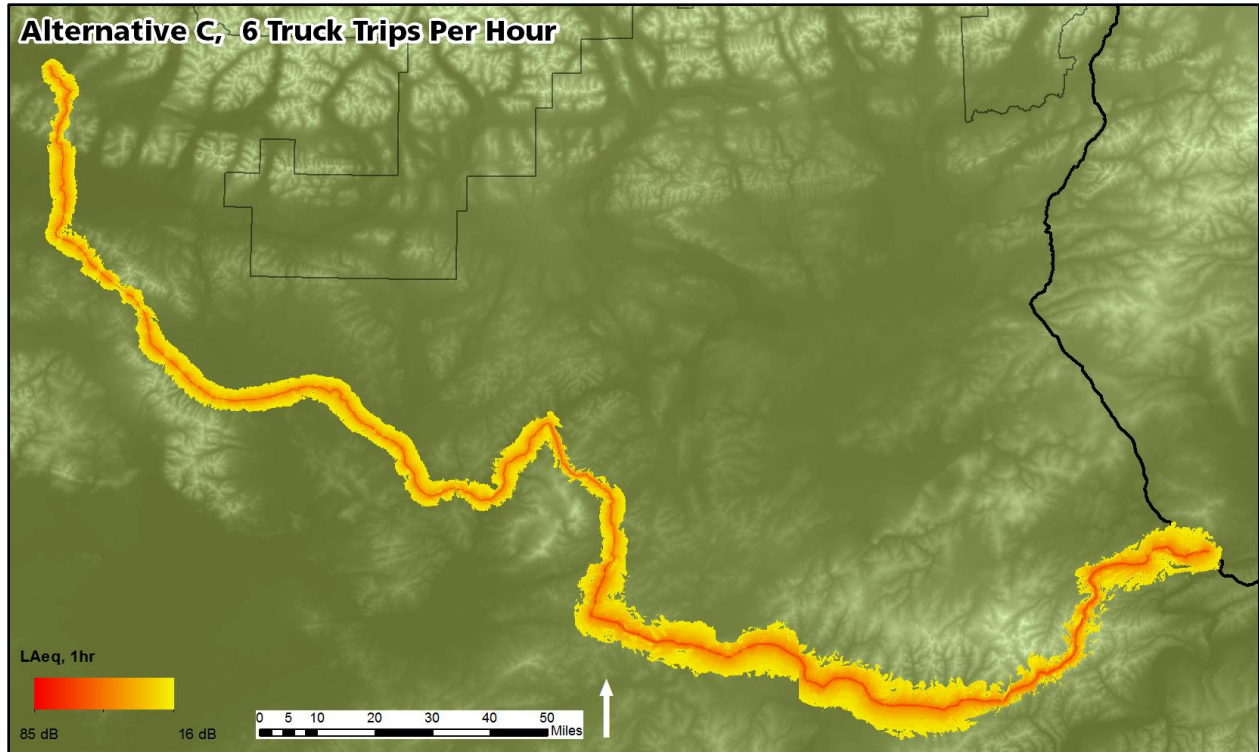 Alternative C,  6 Truck Trips Per Hour
LAeq, 1hr
85 dB 16 dB
0 5 10 20 30 40 50
Miles